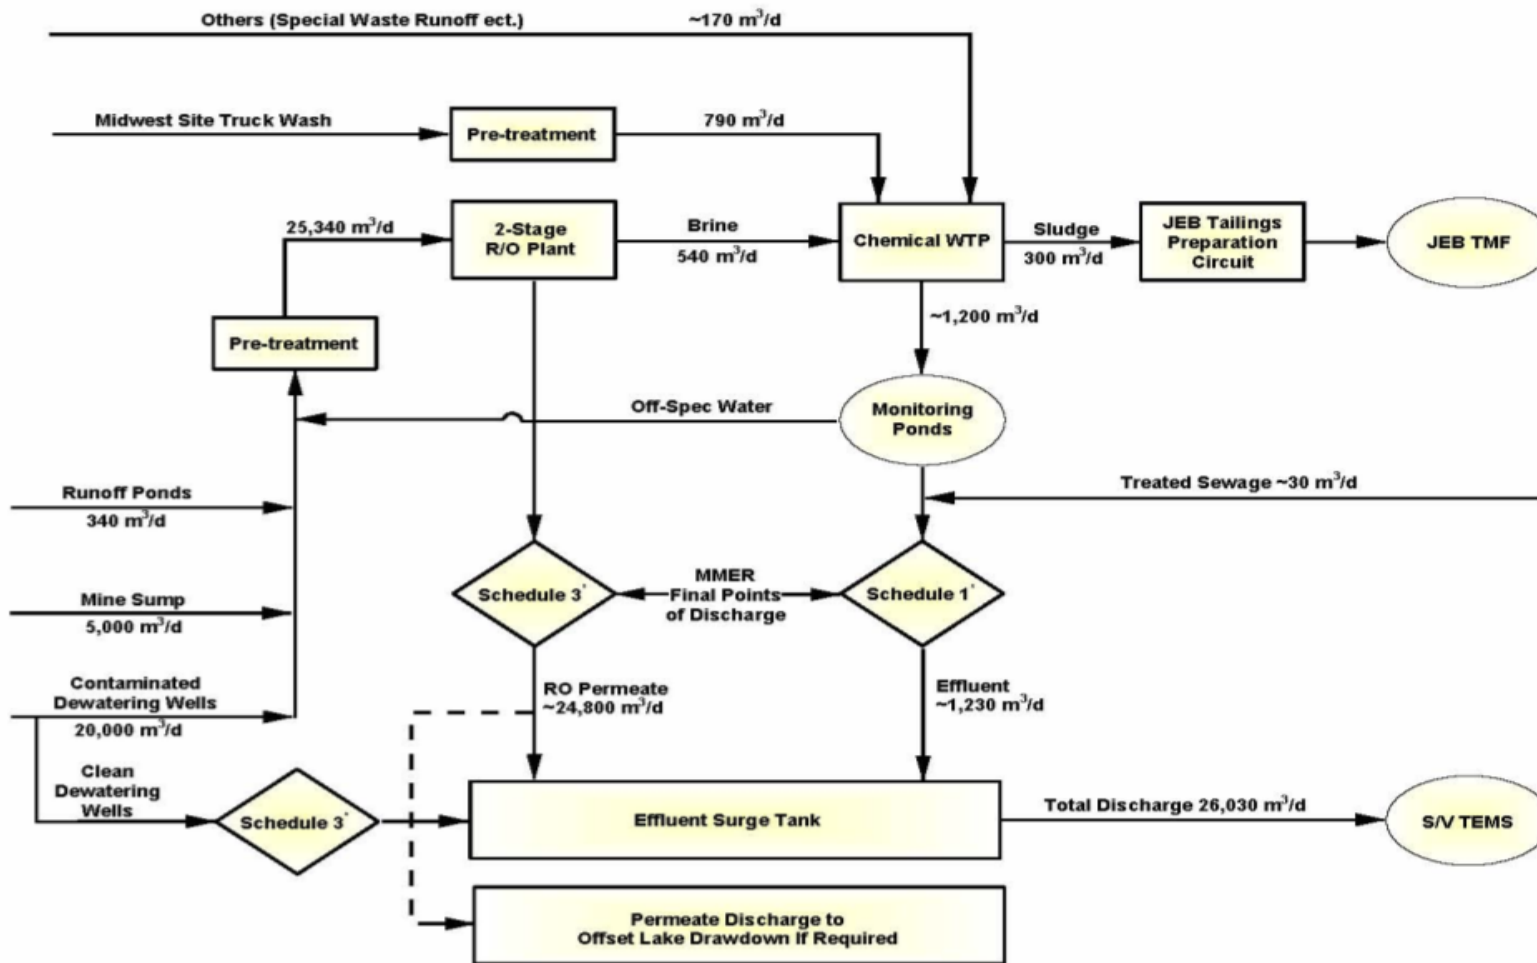 Others (Special Waste Runoff ect.) ~170 m³/d
Midwest Site Truck Wash
Pre-treatment
790 m³/d
25,340 m³/d
2-Stage
R/O Plant
Brine
540 m³/d
Chemical WTP
Sludge
300 m³/d
JEB Tailings
Preparation
Circuit
JEB TMF
Pre-treatment
~1,200 m³/d
Off-Spec Water
Monitoring
Ponds
Runoff Ponds
340 m³/d
Treated Sewage ~30 m³/d
Mine Sump
5,000 m³/d
Schedule 3*
MMER
Final Points
of Discharge
Schedule 1*
Contaminated
Dewatering Wells
20,000 m³/d
RO Permeate
~24,800 m³/d
Effluent
~1,230 m³/d
Clean
Dewatering
Wells
Schedule 3*
Effluent Surge Tank
Total Discharge 26,030 m³/d
S/V TEMS
Permeate Discharge to
Offset Lake Drawdown If Required